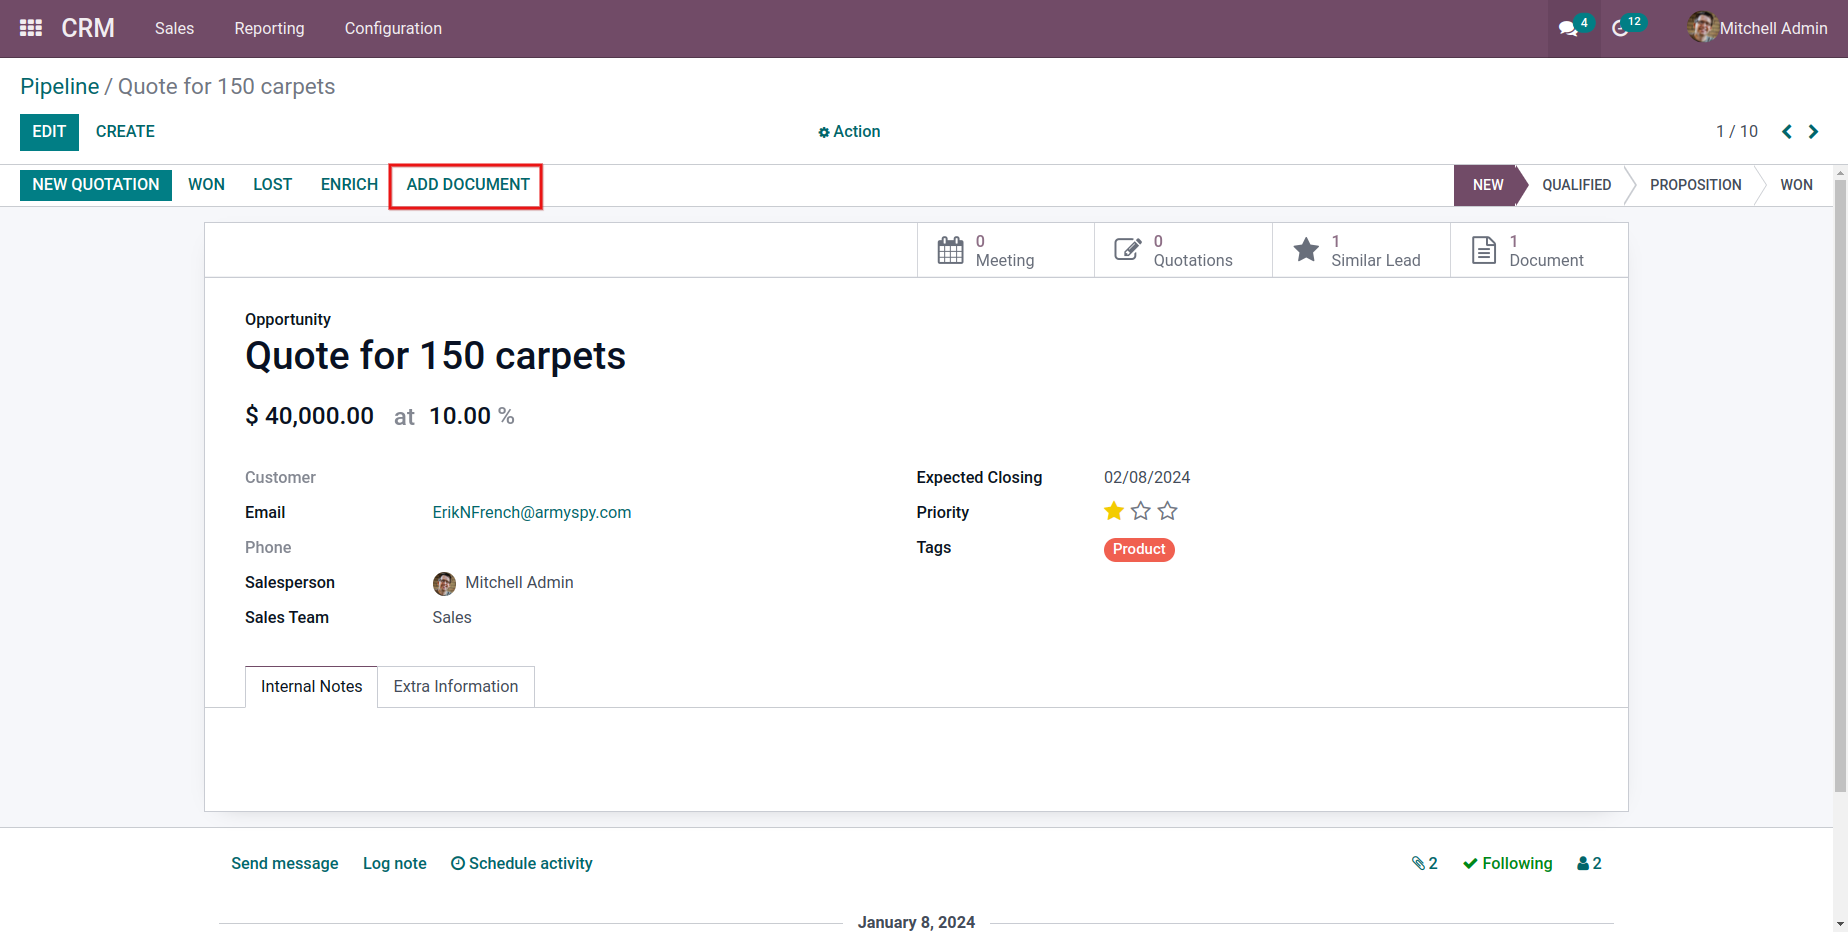 CRM Sales Reporting Configuration 4 12 Mitchell Admin
Pipeline / Quote for 150 carpets
EDIT CREATE Action 1 / 10
NEW QUOTATION WON LOST ENRICH ADD DOCUMENT NEW QUALIFIED PROPOSITION WON
0 Meeting
0 Quotations
1 Similar Lead
1 Document
Opportunity
Quote for 150 carpets
$ 40,000.00 at 10.00 %
Customer
Email ErikNFrench@armyspy.com
Phone
Salesperson Mitchell Admin
Sales Team Sales
Expected Closing 02/08/2024
Priority
Tags Product
Internal Notes Extra Information
Send message Log note Schedule activity 2 Following 2
January 8, 2024